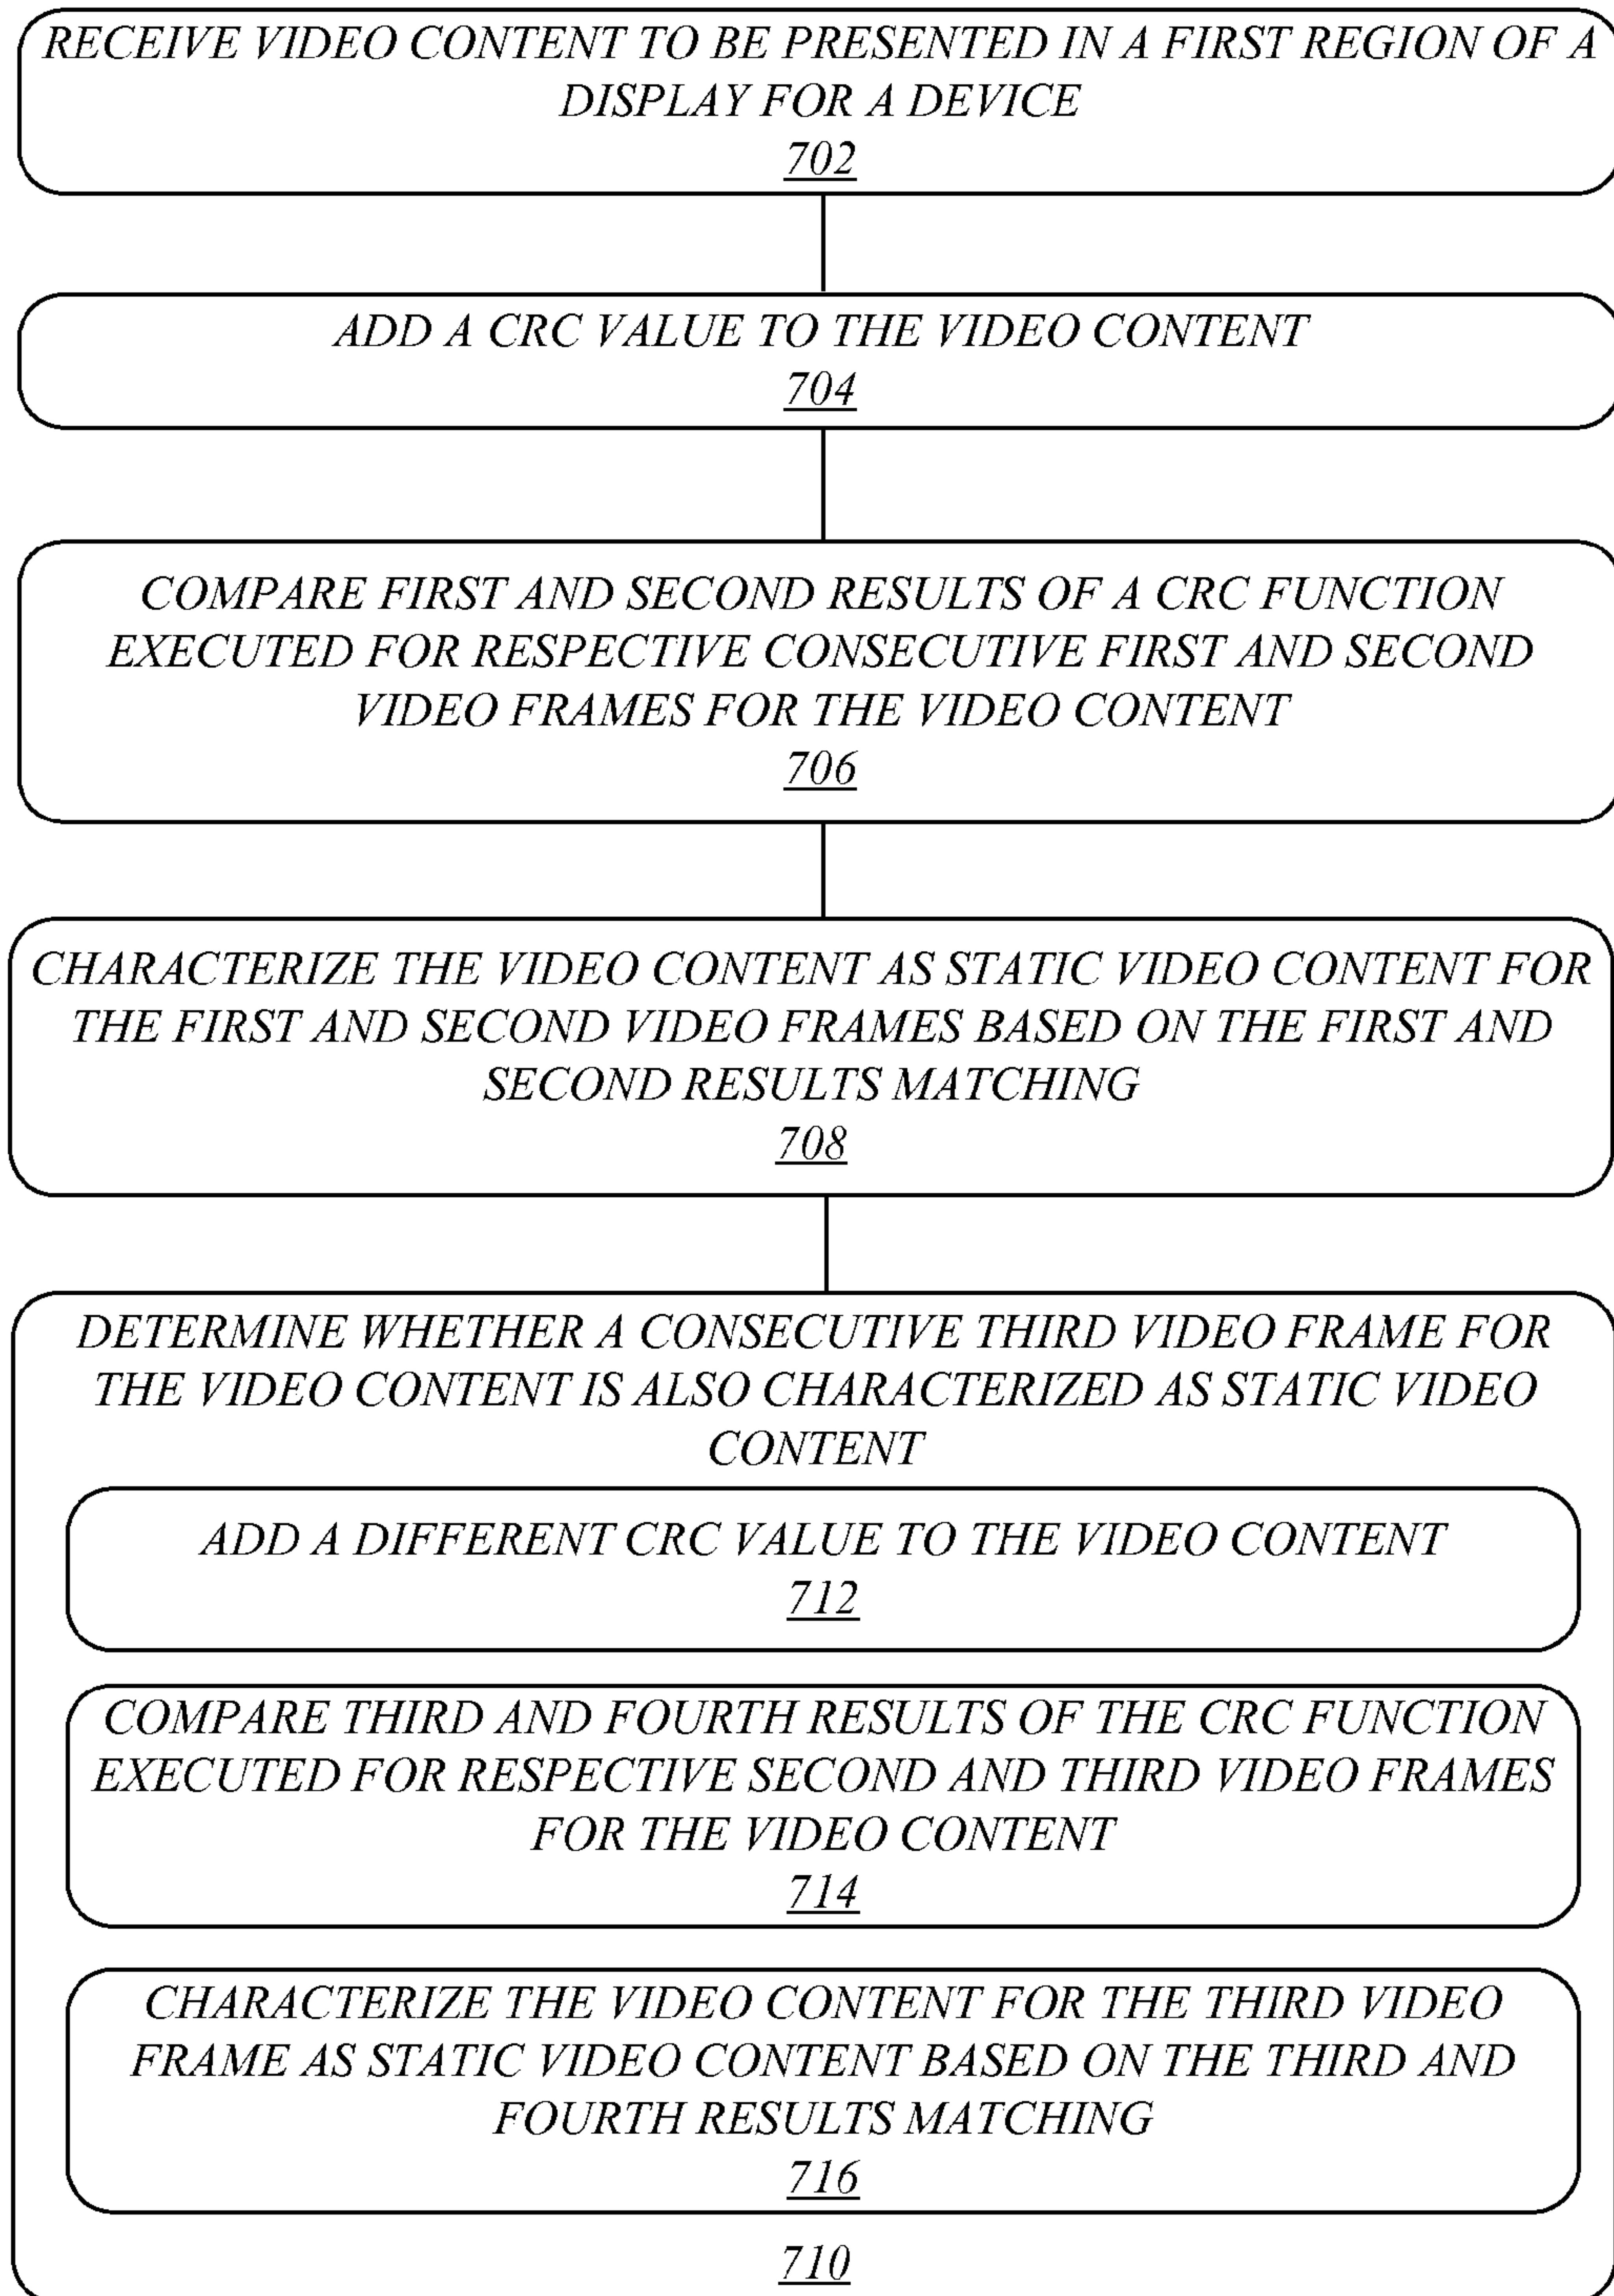 RECEIVE VIDEO CONTENT TO BE PRESENTED IN A FIRST REGION OF A
DISPLAY FOR A DEVICE
702
ADD A CRC VALUE TO THE VIDEO CONTENT
704
COMPARE FIRST AND SECOND RESULTS OF A CRC FUNCTION
EXECUTED FOR RESPECTIVE CONSECUTIVE FIRST AND SECOND
VIDEO FRAMES FOR THE VIDEO CONTENT
706
CHARACTERIZE THE VIDEO CONTENT AS STATIC VIDEO CONTENT FOR
THE FIRST AND SECOND VIDEO FRAMES BASED ON THE FIRST AND
SECOND RESULTS MATCHING
708
DETERMINE WHETHER A CONSECUTIVE THIRD VIDEO FRAME FOR
THE VIDEO CONTENT IS ALSO CHARACTERIZED AS STATIC VIDEO
CONTENT
ADD A DIFFERENT CRC VALUE TO THE VIDEO CONTENT
712
COMPARE THIRD AND FOURTH RESULTS OF THE CRC FUNCTION
EXECUTED FOR RESPECTIVE SECOND AND THIRD VIDEO FRAMES
FOR THE VIDEO CONTENT
714
CHARACTERIZE THE VIDEO CONTENT FOR THE THIRD VIDEO
FRAME AS STATIC VIDEO CONTENT BASED ON THE THIRD AND
FOURTH RESULTS MATCHING
716
710